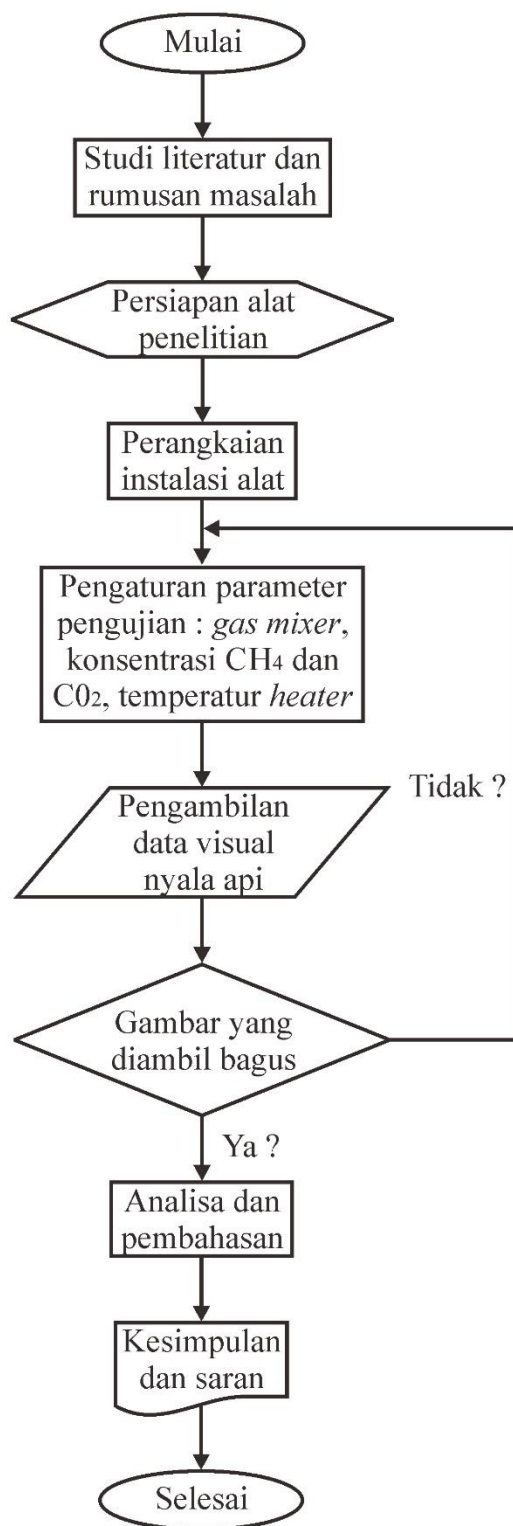 Mulai
Studi literatur dan
rumusan masalah
Persiapan alat
penelitian
Perangkaian
instalasi alat
Pengaturan parameter
pengujian : gas mixer,
konsentrasi CH₄ dan
C0₂, temperatur heater
Tidak ?
Pengambilan
data visual
nyala api
Gambar yang
diambil bagus
Ya ?
Analisa dan
pembahasan
Kesimpulan
dan saran
Selesai